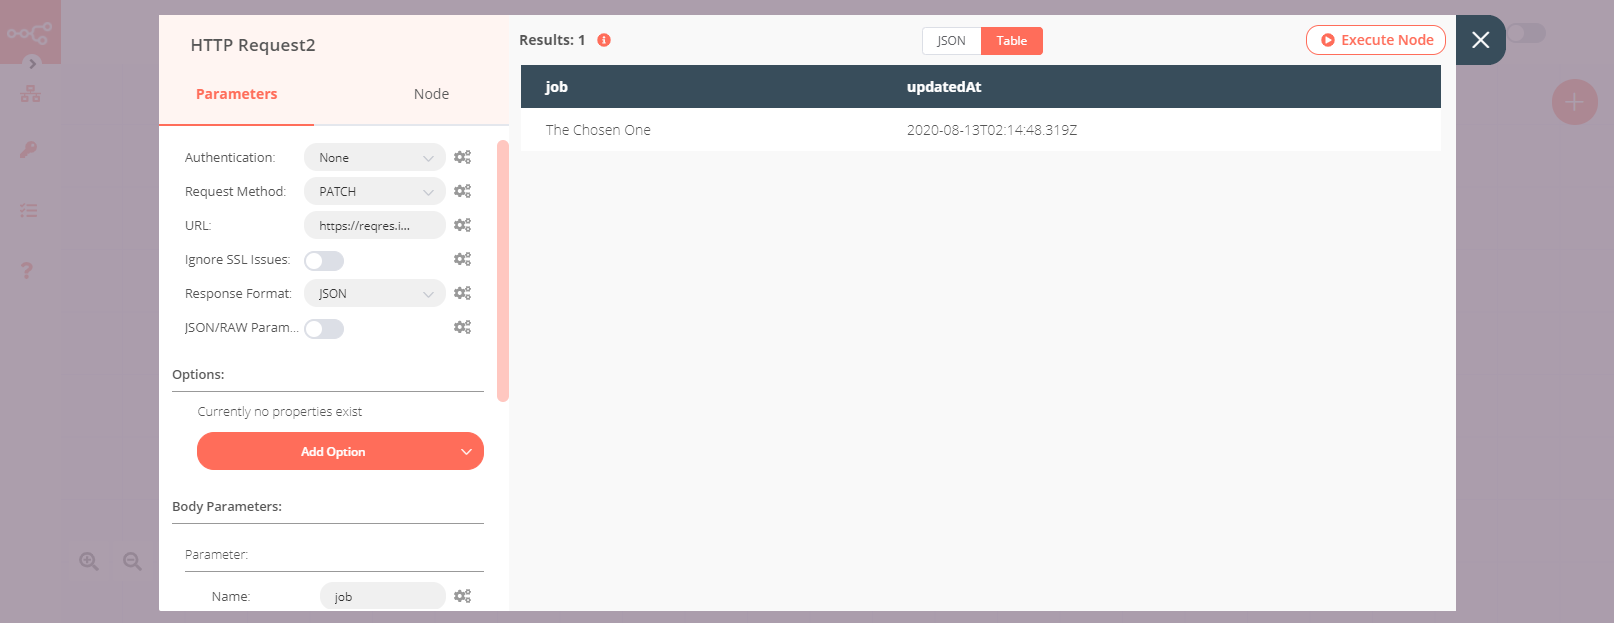 HTTP Request2
Parameters
Node
Authentication:
None
Request Method:
PATCH
URL:
https://reqres.i...
Ignore SSL Issues:
Response Format:
JSON
JSON/RAW Param...
Options:
Currently no properties exist
Add Option
Body Parameters:
Parameter:
Name:
job
Results: 1
JSON
Table
Execute Node
job
updatedAt
The Chosen One
2020-08-13T02:14:48.319Z